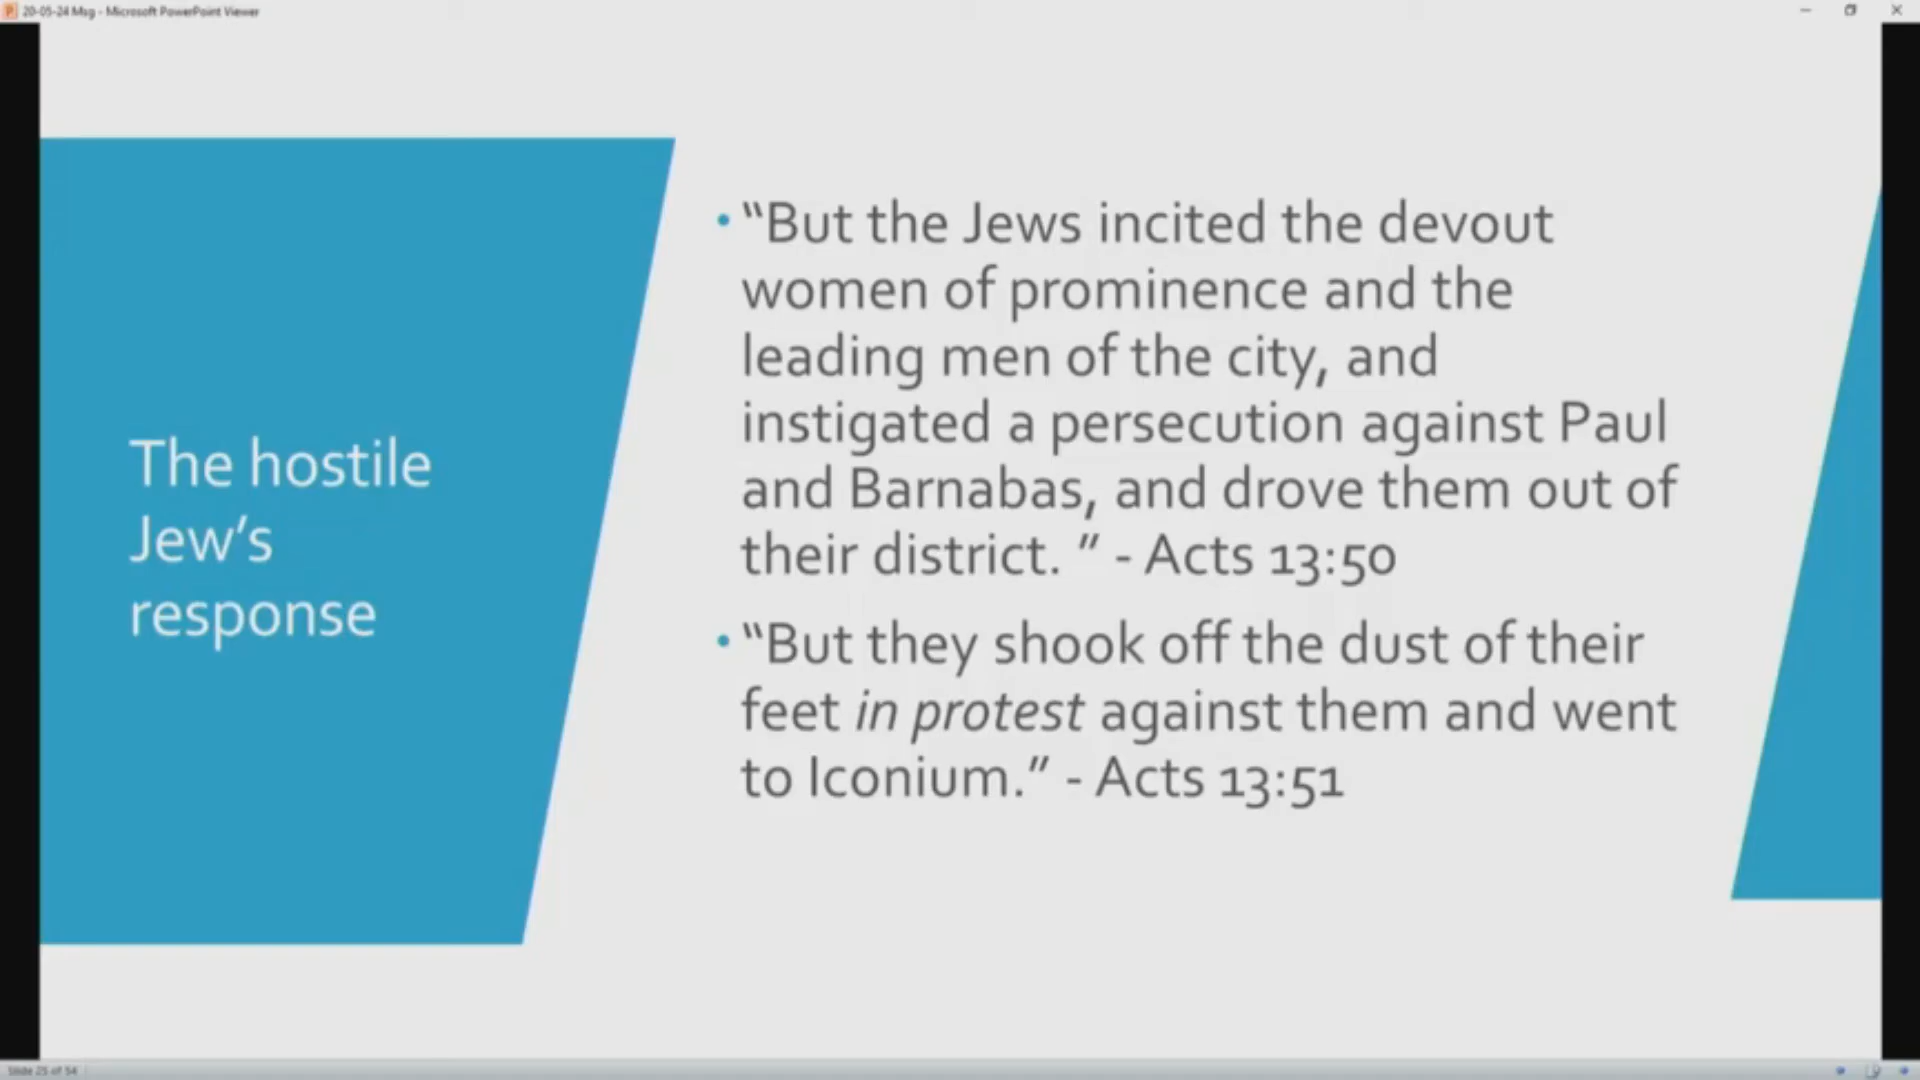 20-05-24 Msg - Microsoft PowerPoint Viewer
The hostile
Jew’s
response
• “But the Jews incited the devout
women of prominence and the
leading men of the city, and
instigated a persecution against Paul
and Barnabas, and drove them out of
their district. ” - Acts 13:50
• “But they shook off the dust of their
feet in protest against them and went
to Iconium.” - Acts 13:51
Slide 25 of 54